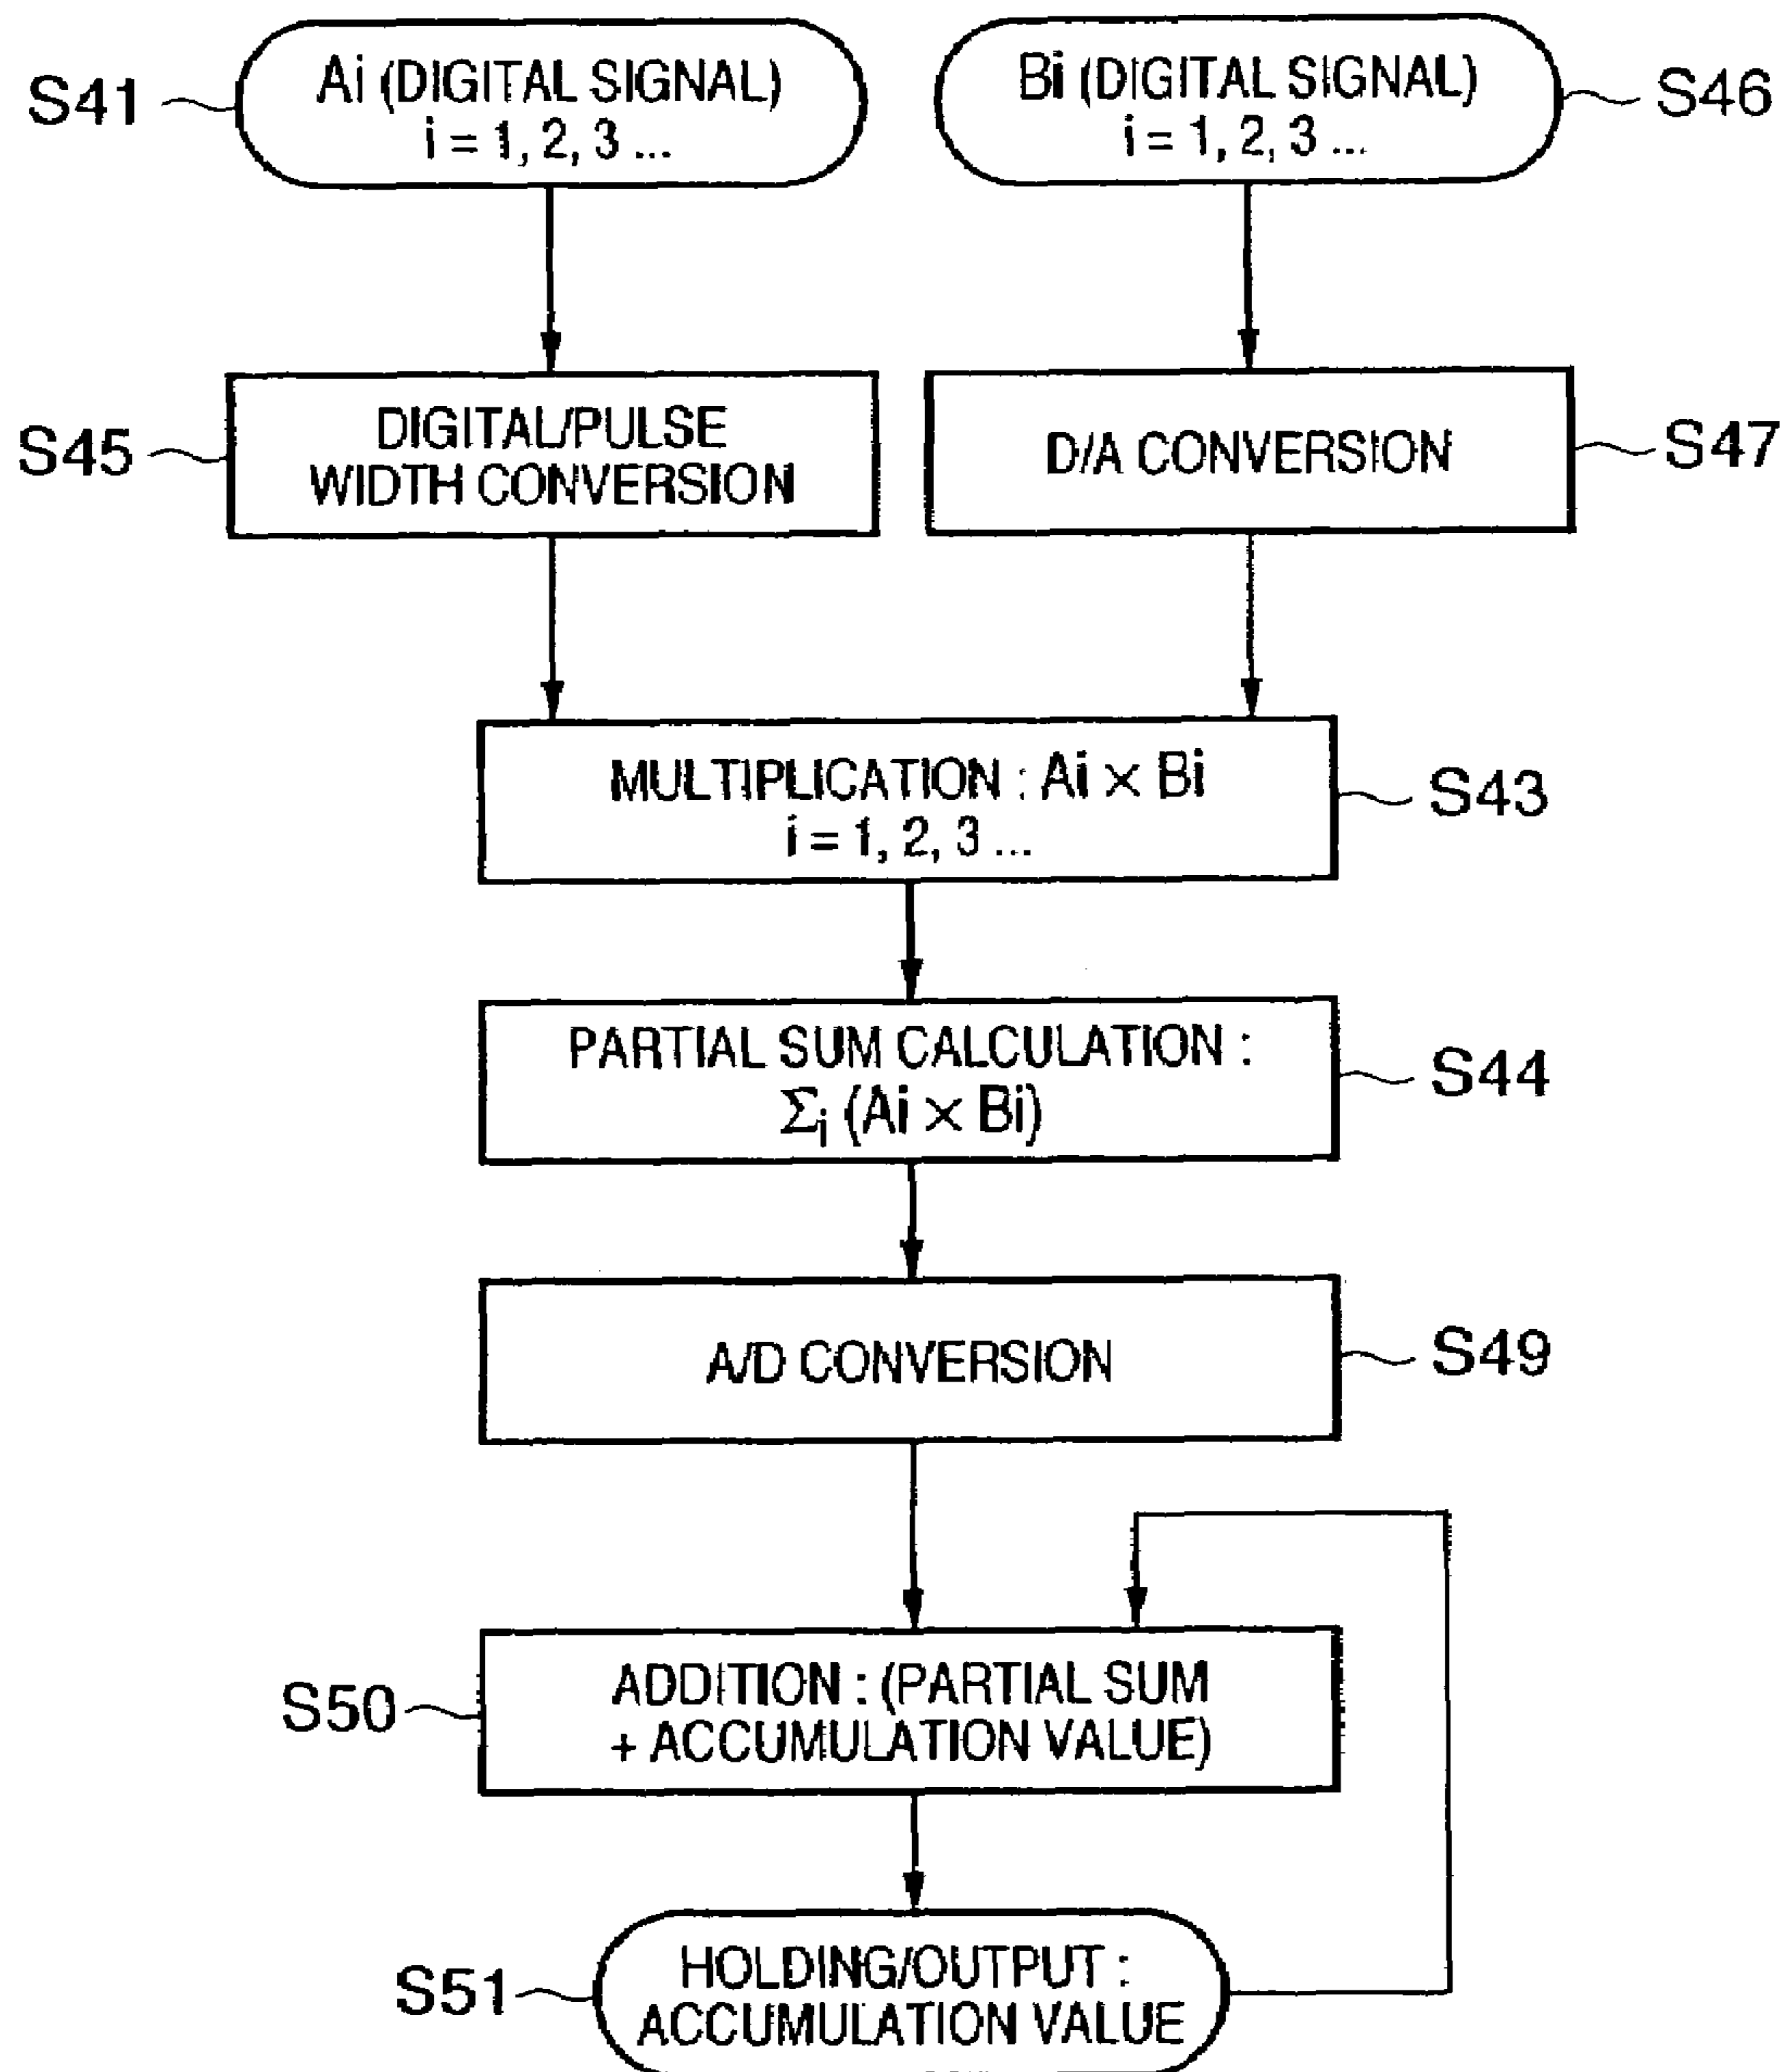 S41
Ai (DIGITAL SIGNAL)
i = 1, 2, 3 ...
Bi (DIGITAL SIGNAL)
i = 1, 2, 3 ...
S46
S45
DIGITAL/PULSE
WIDTH CONVERSION
D/A CONVERSION
S47
MULTIPLICATION : Ai × Bi
i = 1, 2, 3 ...
S43
PARTIAL SUM CALCULATION :
Σi (Ai × Bi)
S44
A/D CONVERSION
S49
S50
ADDITION : (PARTIAL SUM
+ ACCUMULATION VALUE)
S51
HOLDING/OUTPUT :
ACCUMULATION VALUE